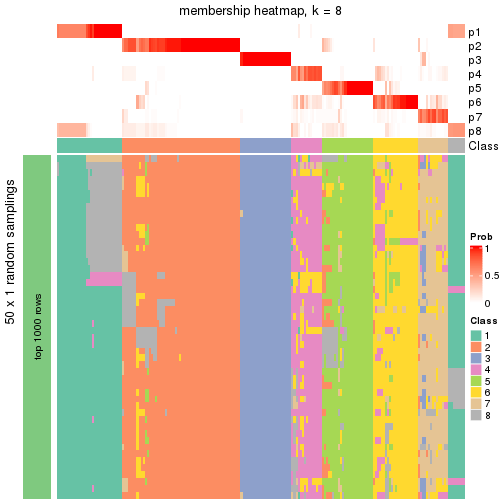 membership heatmap, k = 8
p1
p2
p3
p4
p5
p6
p7
p8
Class
50 x 1 random samplings
top 1000 rows
Prob
1
0.5
0
Class
1
2
3
4
5
6
7
8